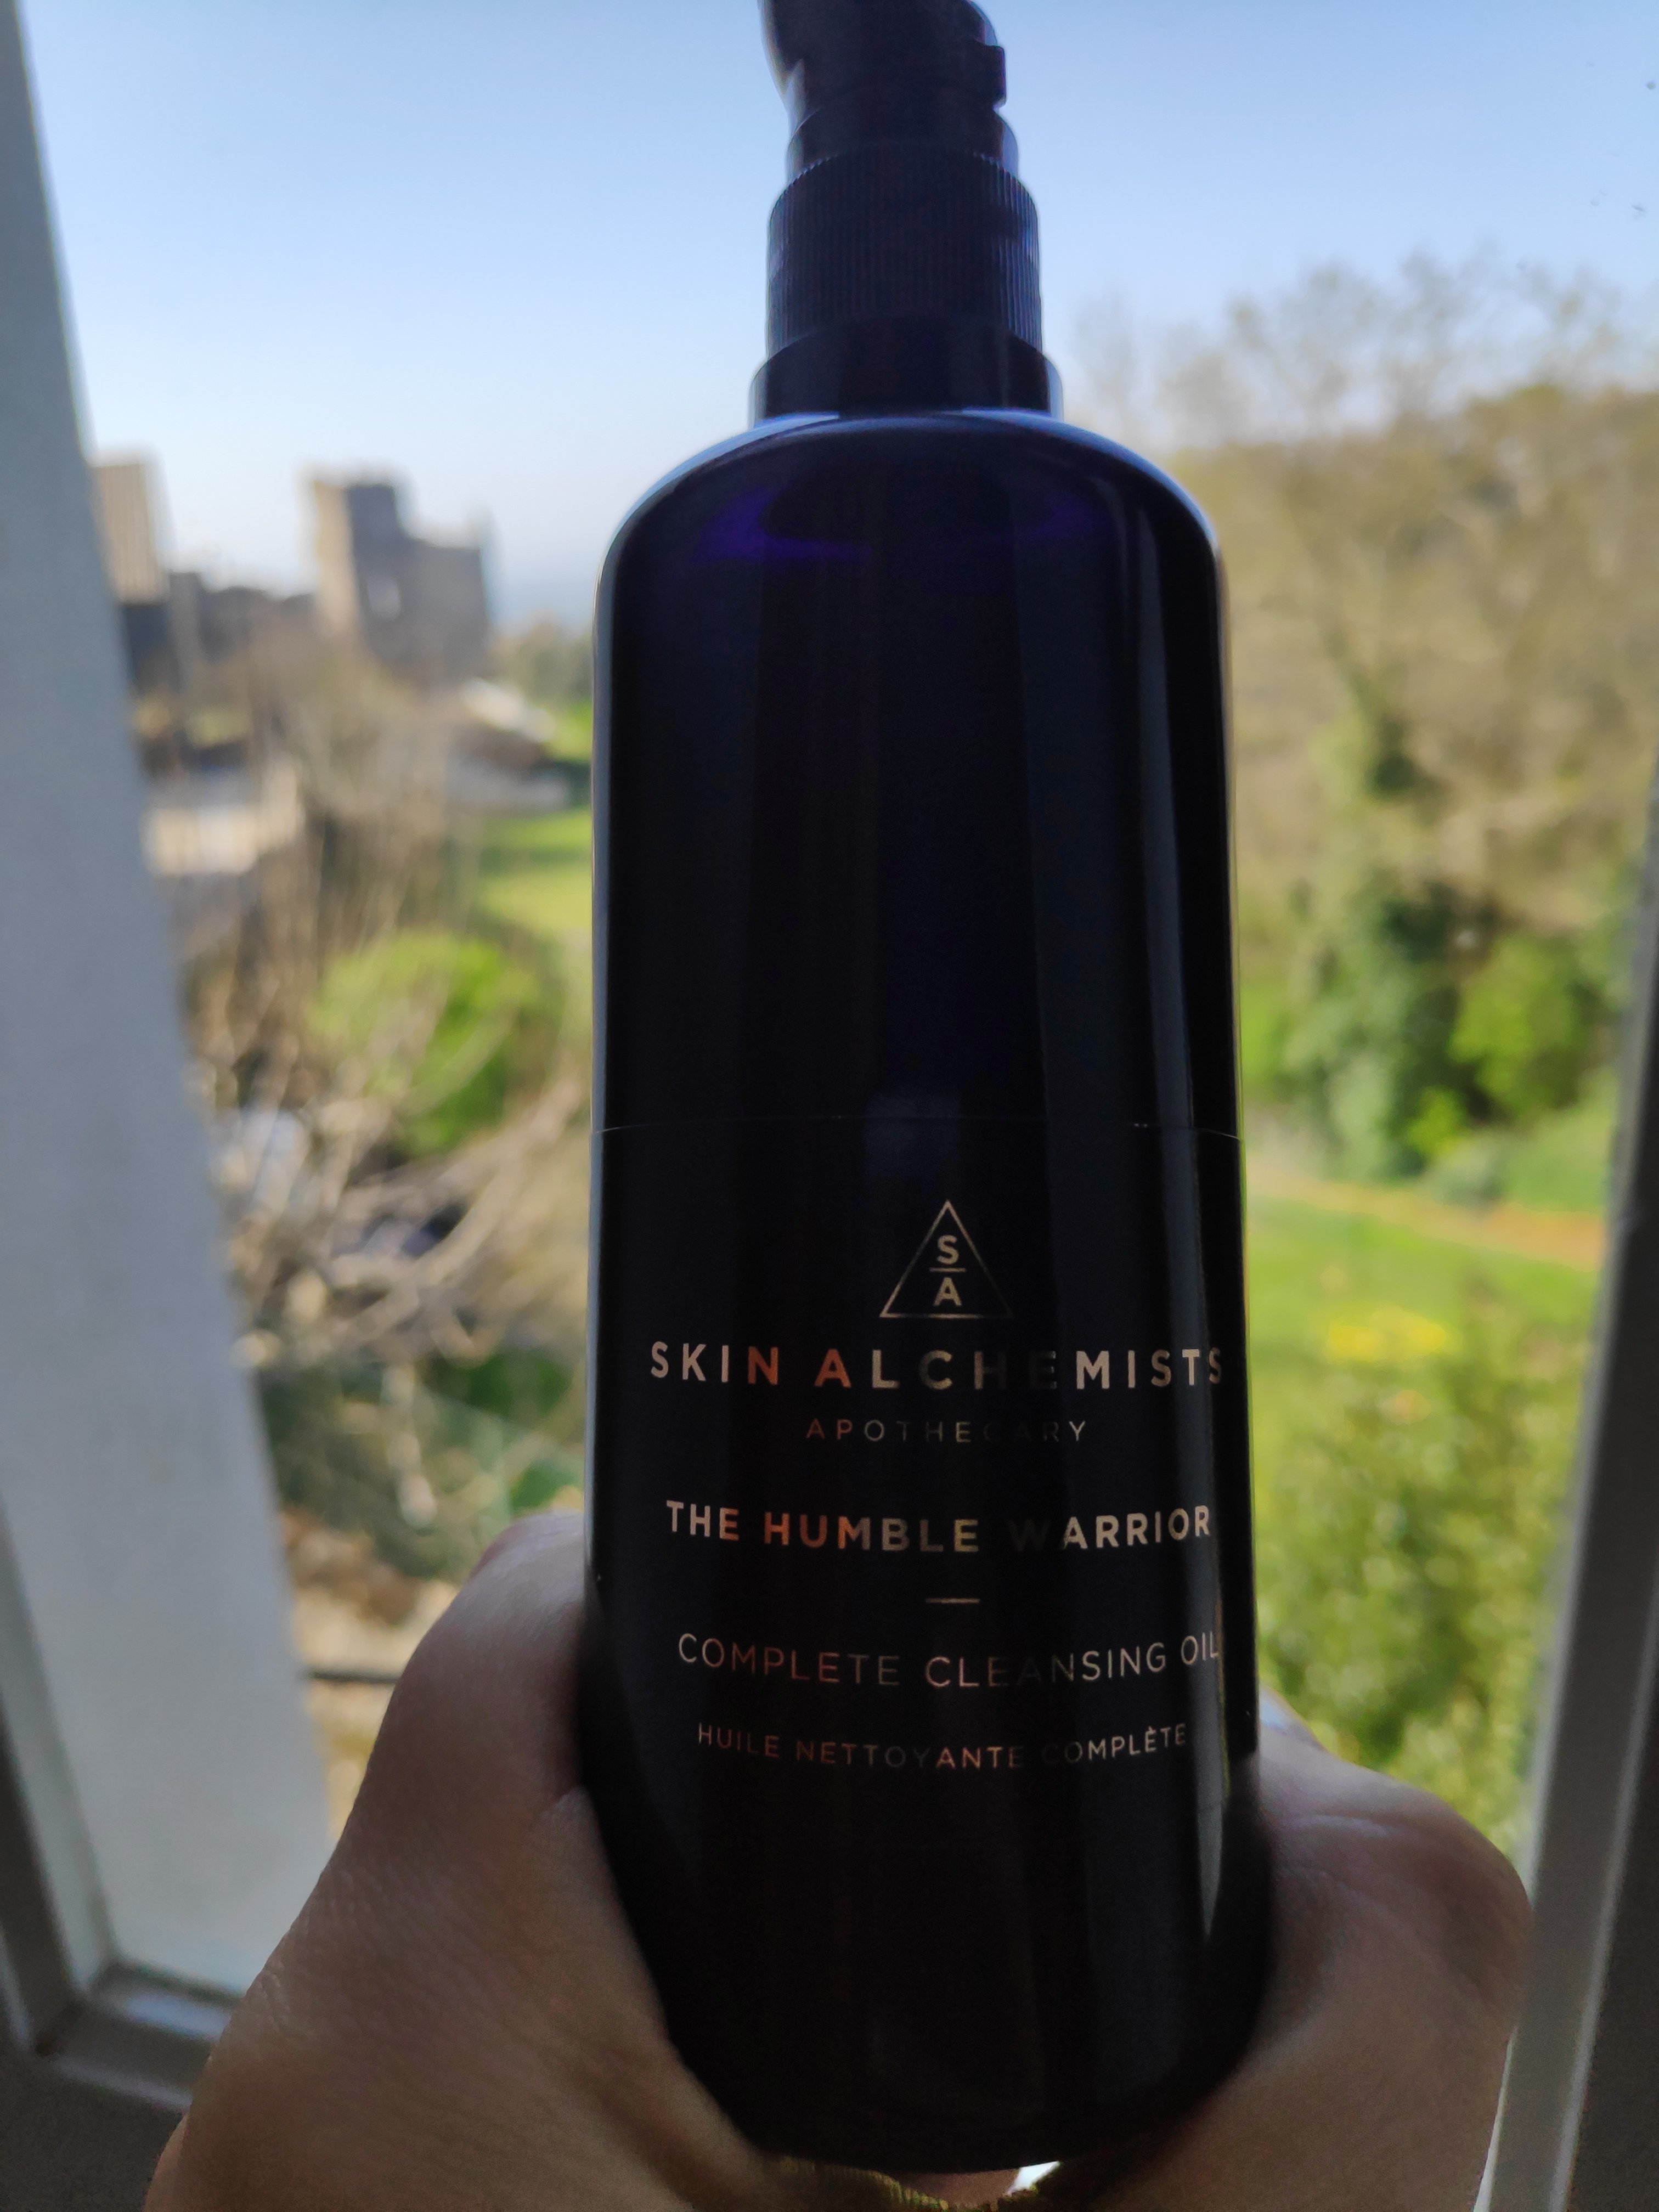 S
A
SKIN ALCHEMISTS
APOTHECARY
THE HUMBLE WARRIOR
COMPLETE CLEANSING OIL
HUILE NETTOYANTE COMPLÈTE